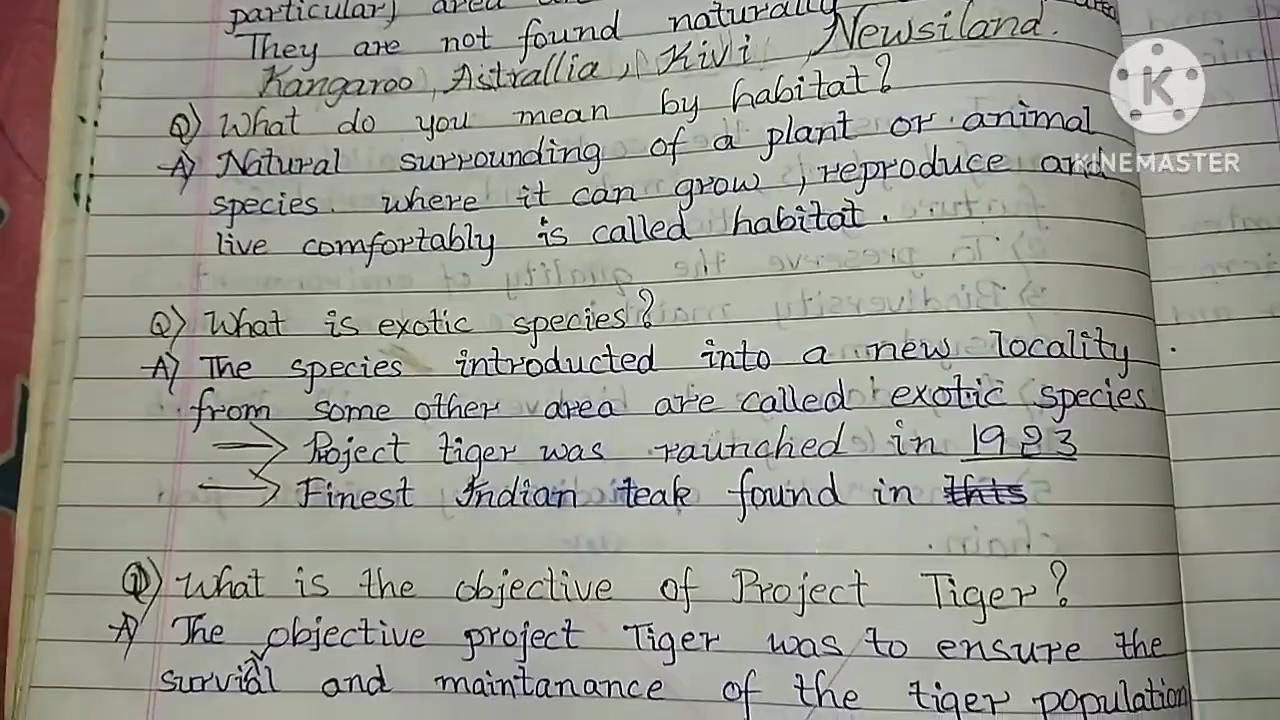 particular) area
They are not found naturally
Kangaroo, Astrallia, Kivi, Newsiland.
Q) What do you mean by habitat?
A) Natural surrounding of a plant or animal
species where it can grow, reproduce and
live comfortably is called habitat.
Q) What is exotic species?
A) The species introducted into a new locality
from some other area are called exotic species
→ Roject tiger was raunched in 1983
→ Finest Indian teak found in
Q) What is the objective of Project Tiger?
A) The objective project Tiger was to ensure the
survial and maintanance of the tiger population
K
KINEMASTER